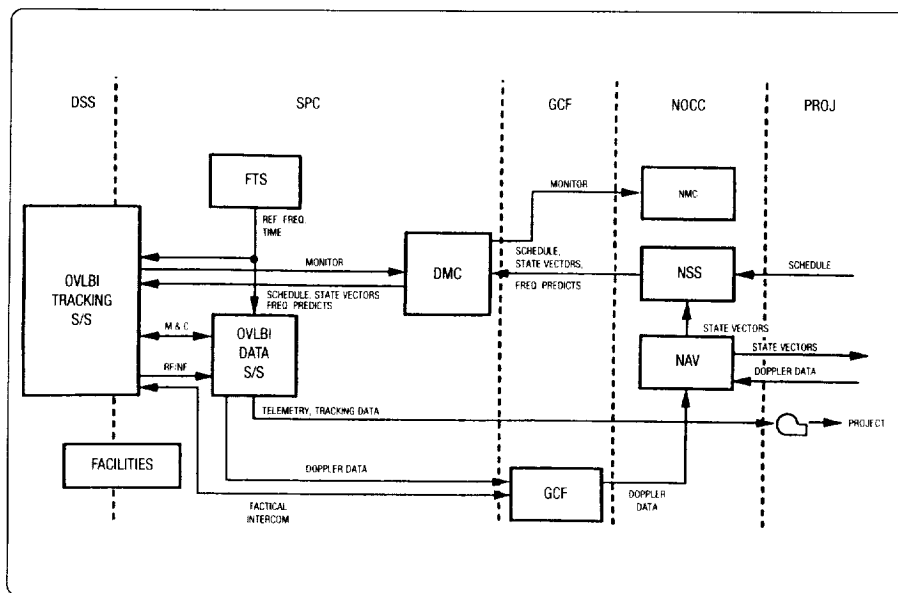 DSS
SPC
GCF
NOCC
PROJ
FTS
REF FREQ.
TIME
MONITOR
NMC
OVLBI
TRACKING
S/S
MONITOR
DMC
SCHEDULE,
STATE VECTORS,
FREQ PREDICTS
NSS
SCHEDULE
SCHEDULE, STATE VECTORS
FREQ PREDICTS
M & C
OVLBI
DATA
S/S
STATE VECTORS
NAV
STATE VECTORS
DOPPLER DATA
TELEMETRY, TRACKING DATA
PROJECT
FACILITIES
DOPPLER DATA
GCF
DOPPLER
DATA
TACTICAL
INTERCOM